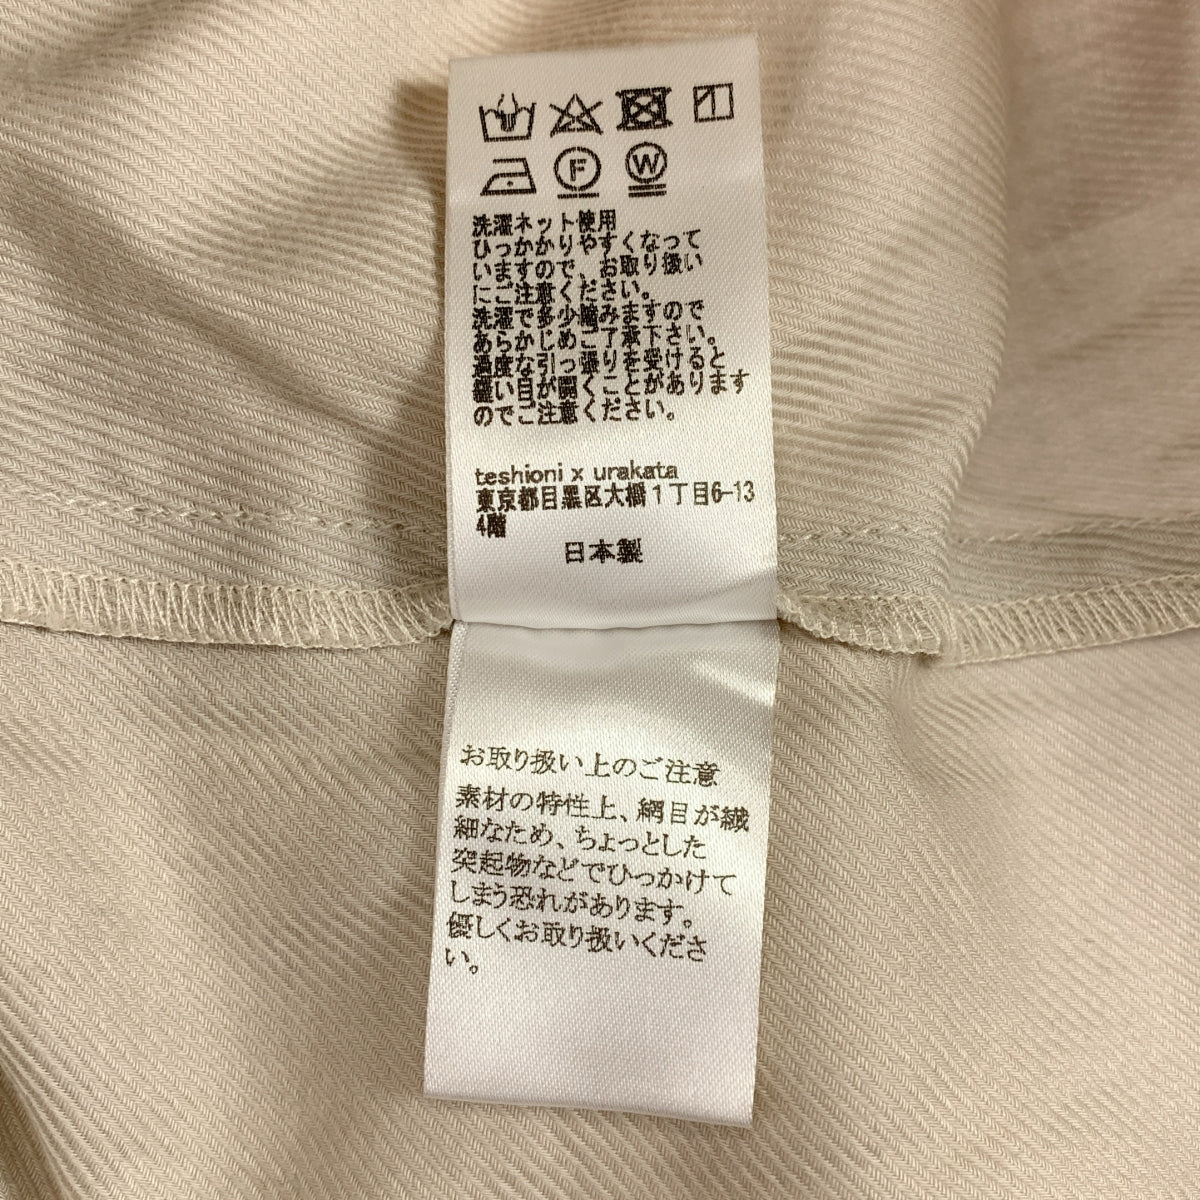 F W
洗濯ネット使用
ひっかかりやすくなって
いますので、お取り扱い
にご注意ください。
洗濯で多少縮みますので
あらかじめご了承下さい。
過度な引っ張りを受けると
縫い目が開くことがあります
のでご注意ください。
teshioni x urakata
東京都目黒区大橋1丁目6-13
4階
日本製
お取り扱い上のご注意
素材の特性上、網目が繊
細なため、ちょっとした
突起物などでひっかけて
しまう恐れがあります。
優しくお取り扱いくださ
い。